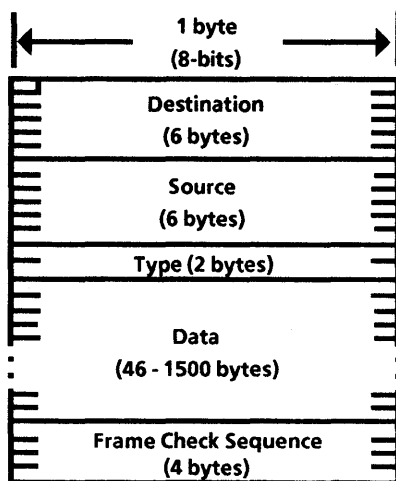 1 byte
(8-bits)
Destination
(6 bytes)
Source
(6 bytes)
Type (2 bytes)
Data
(46 - 1500 bytes)
Frame Check Sequence
(4 bytes)